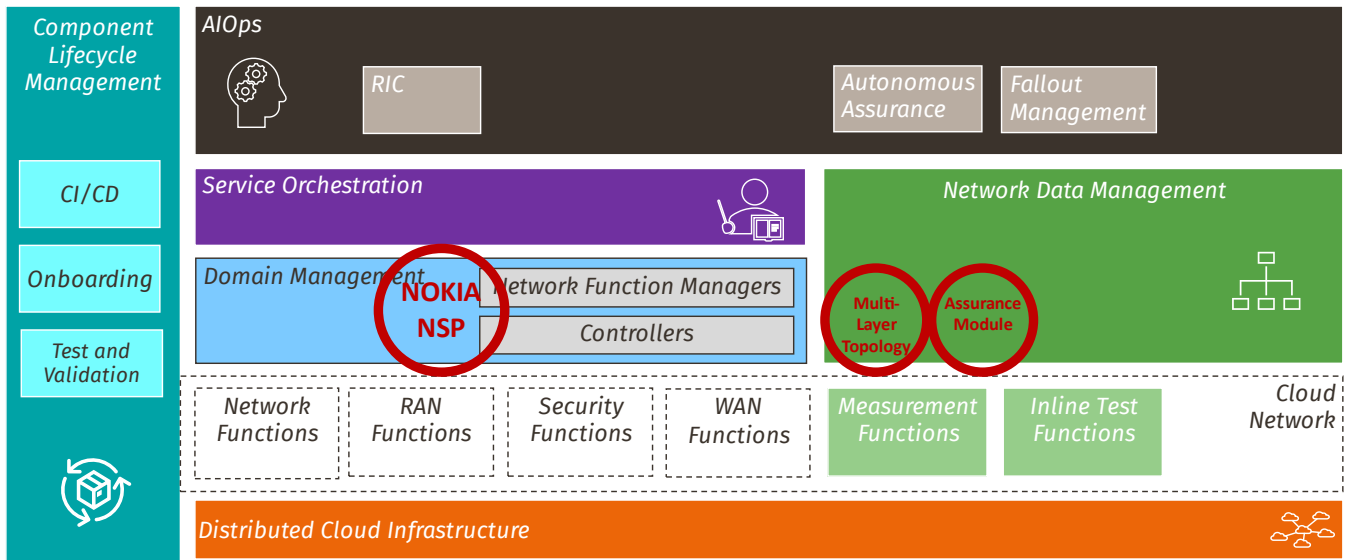 Component
Lifecycle
Management
CI/CD
Onboarding
Test and
Validation
AIOps
RIC
Autonomous
Assurance
Fallout
Management
Service Orchestration
Network Data Management
Domain Management
NOKIA
NSP
Network Function Managers
Controllers
Multi-
Layer
Topology
Assurance
Module
Network
Functions
RAN
Functions
Security
Functions
WAN
Functions
Measurement
Functions
Inline Test
Functions
Cloud
Network
Distributed Cloud Infrastructure